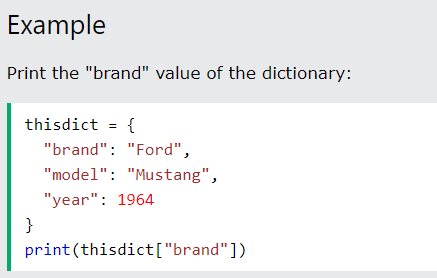 Example
Print the "brand" value of the dictionary:
thisdict = {
  "brand": "Ford",
  "model": "Mustang",
  "year": 1964
}
print(thisdict["brand"])